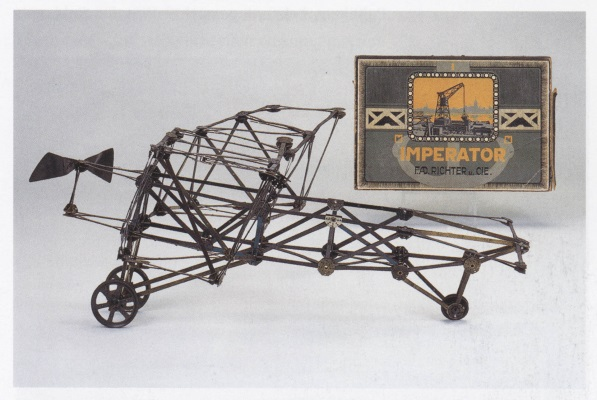 IMPERATOR
F.AD. RICHTER u. CIE.